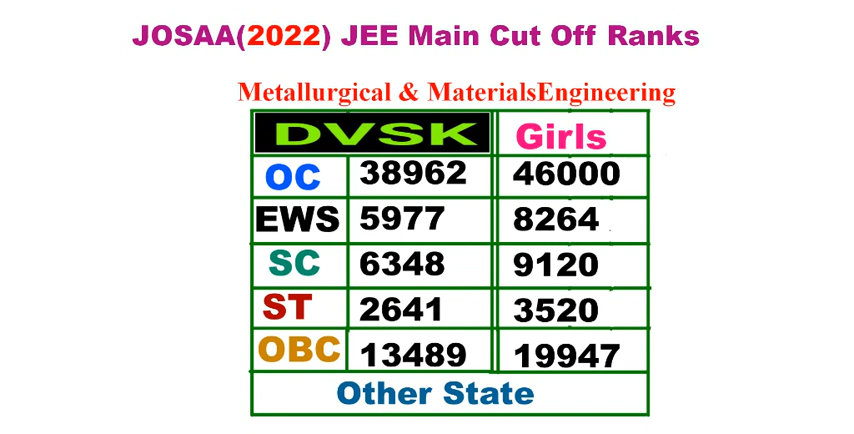 JOSAA(2022) JEE Main Cut Off Ranks
Metallurgical & MaterialsEngineering
DVSK Girls
OC 38962 46000
EWS 5977 8264
SC 6348 9120
ST 2641 3520
OBC 13489 19947
Other State